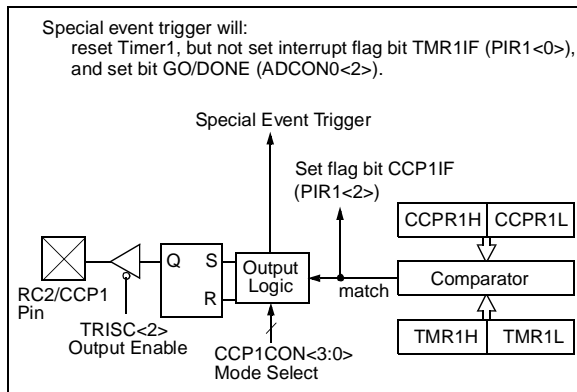 Special event trigger will:
reset Timer1, but not set interrupt flag bit TMR1IF (PIR1<0>),
and set bit GO/DONE (ADCON0<2>).
Special Event Trigger
Set flag bit CCP1IF
(PIR1<2>)
CCPR1H CCPR1L
Q S Output
R Logic
match
Comparator
RC2/CCP1
Pin
TRISC<2>
Output Enable
CCP1CON<3:0>
Mode Select
TMR1H TMR1L